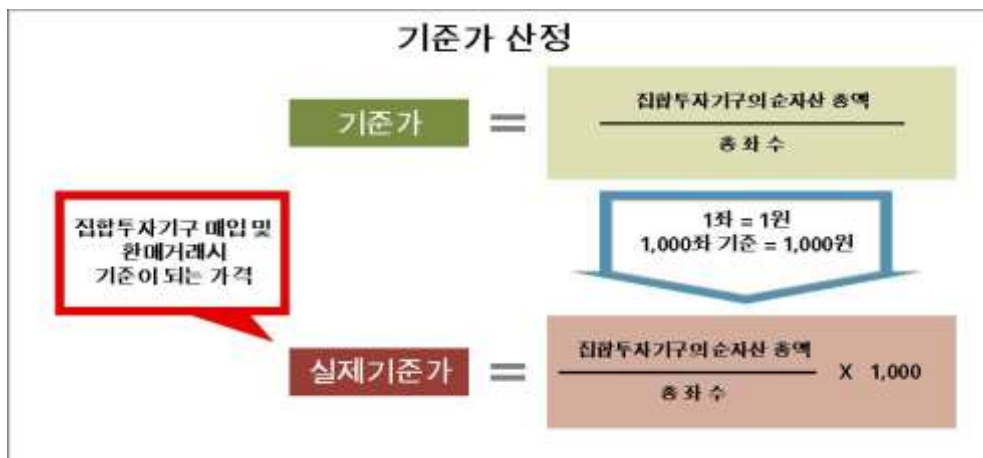 기준가 산정
기준가
=
집합투자기구의 순자산 총액
총 좌 수
집합투자기구 매입 및
환매거래시
기준이 되는 가격
1좌 = 1원
1,000좌 기준 = 1,000원
실제기준가
=
집합투자기구의 순자산 총액
총 좌 수
X 1,000